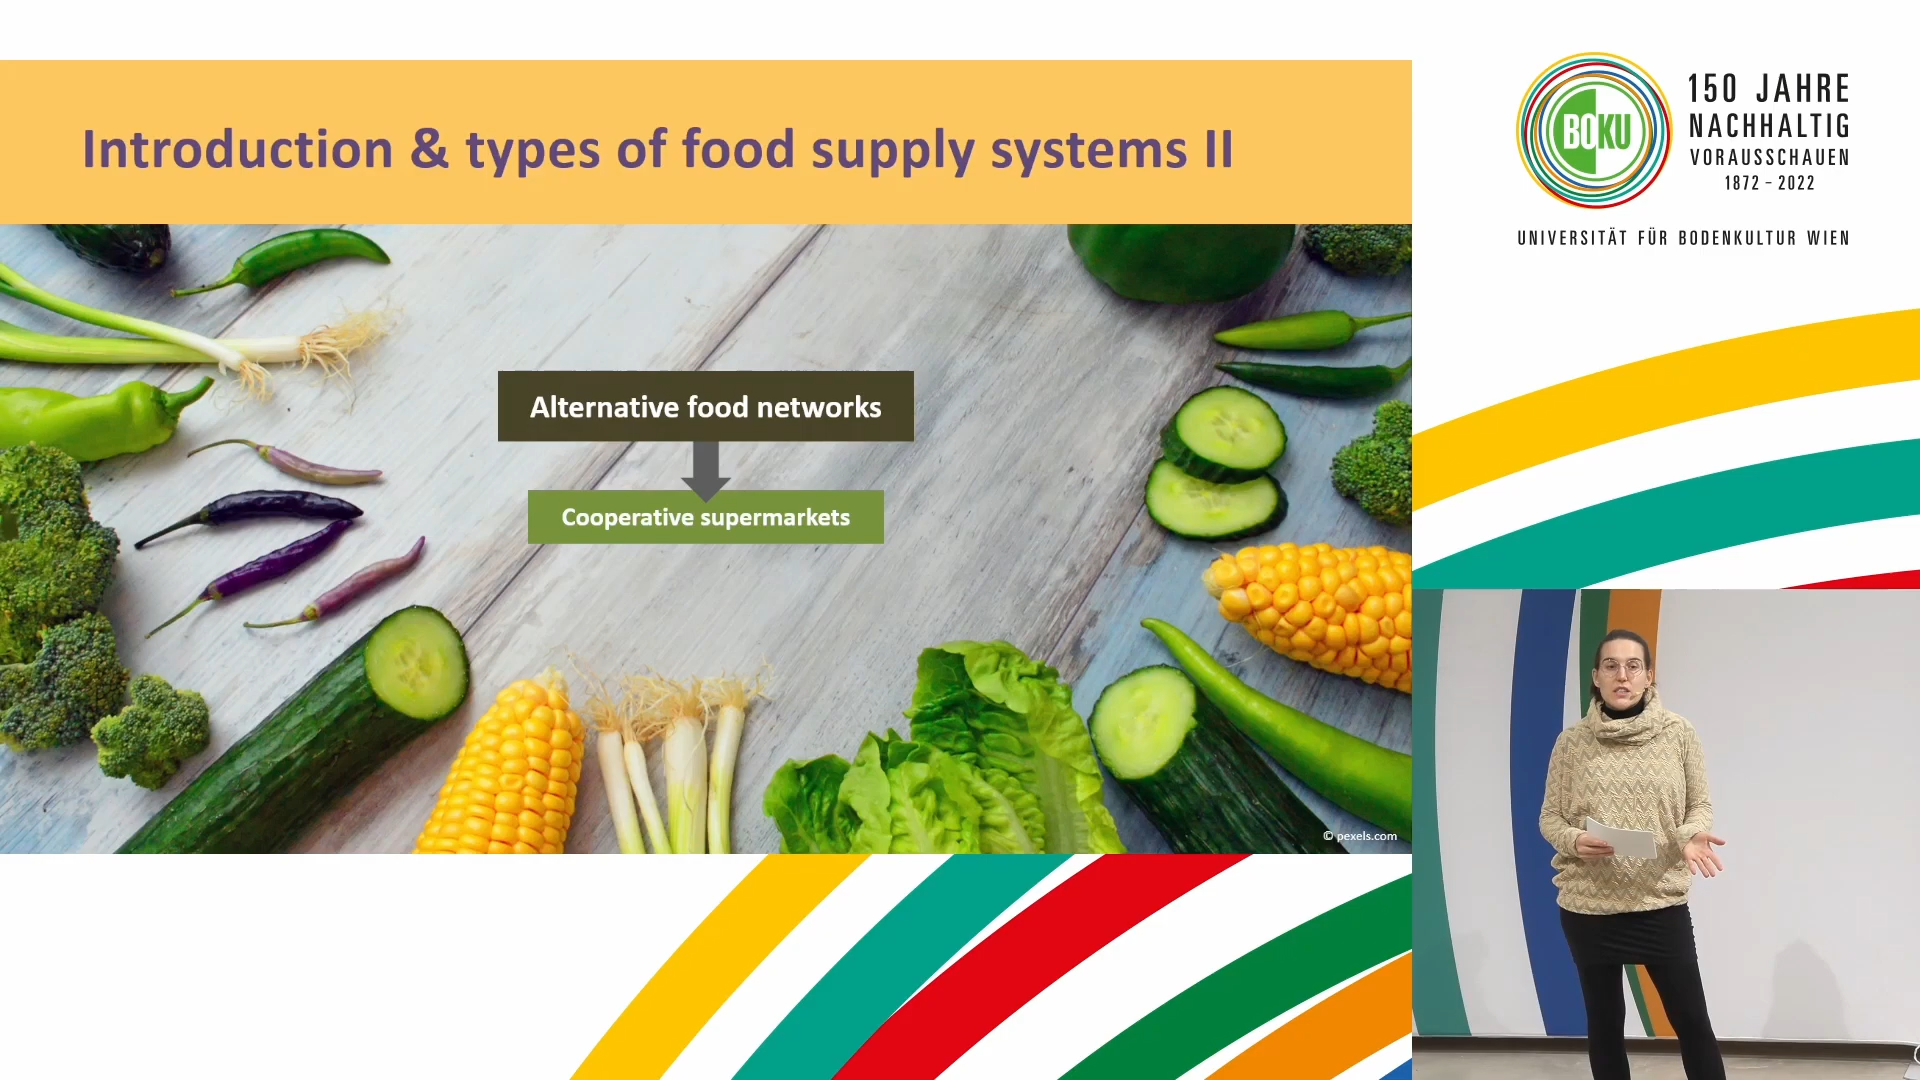 Introduction & types of food supply systems II
Alternative food networks
Cooperative supermarkets
© pexels.com
BOKU
150 JAHRE
NACHHALTIG
VORAUSSCHAUEN
1872 – 2022
UNIVERSITÄT FÜR BODENKULTUR WIEN